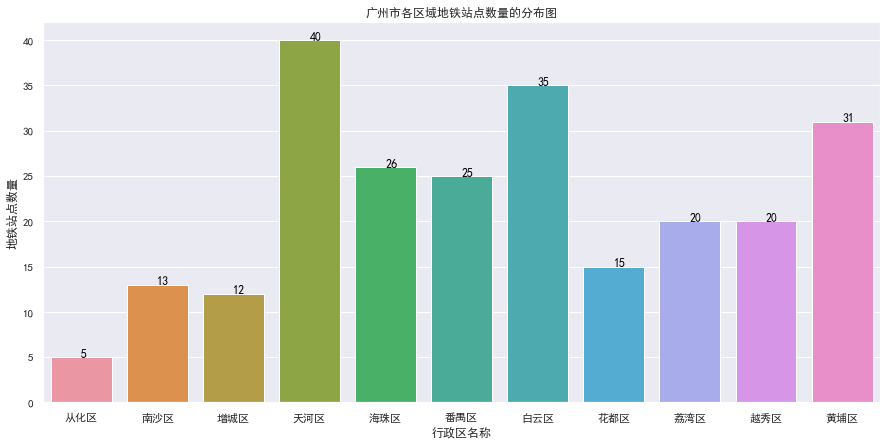 广州市各区域地铁站点数量的分布图
地铁站点数量
40
35
30
25
20
15
10
5
0
5
13
12
40
26
25
35
15
20
20
31
从化区
南沙区
增城区
天河区
海珠区
番禺区
白云区
花都区
荔湾区
越秀区
黄埔区
行政区名称